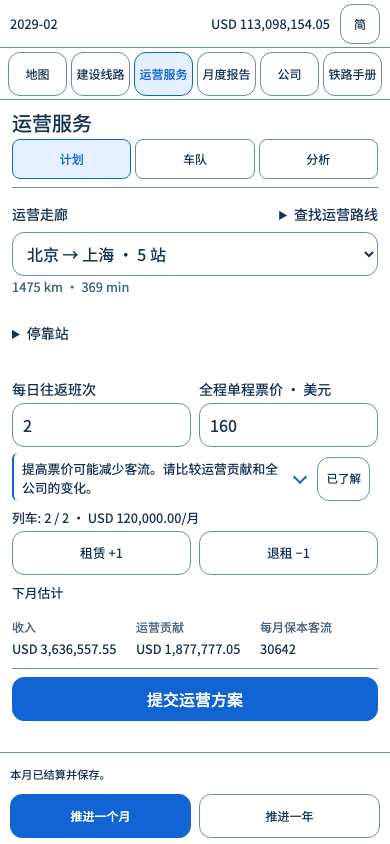 2029-02
USD 113,098,154.05
简
地图
建设线路
运营服务
月度报告
公司
铁路手册
运营服务
计划
车队
分析
运营走廊
▶ 查找运营路线
北京 → 上海 · 5 站
1475 km · 369 min
▶ 停靠站
每日往返班次
全程单程票价 · 美元
2
160
提高票价可能减少客流。请比较运营贡献和全
公司的变化。
已了解
列车: 2 / 2 · USD 120,000.00/月
租赁 +1
退租 −1
下月估计
收入
运营贡献
每月保本客流
USD 3,636,557.55
USD 1,877,777.05
30642
提交运营方案
本月已结算并保存。
推进一个月
推进一年